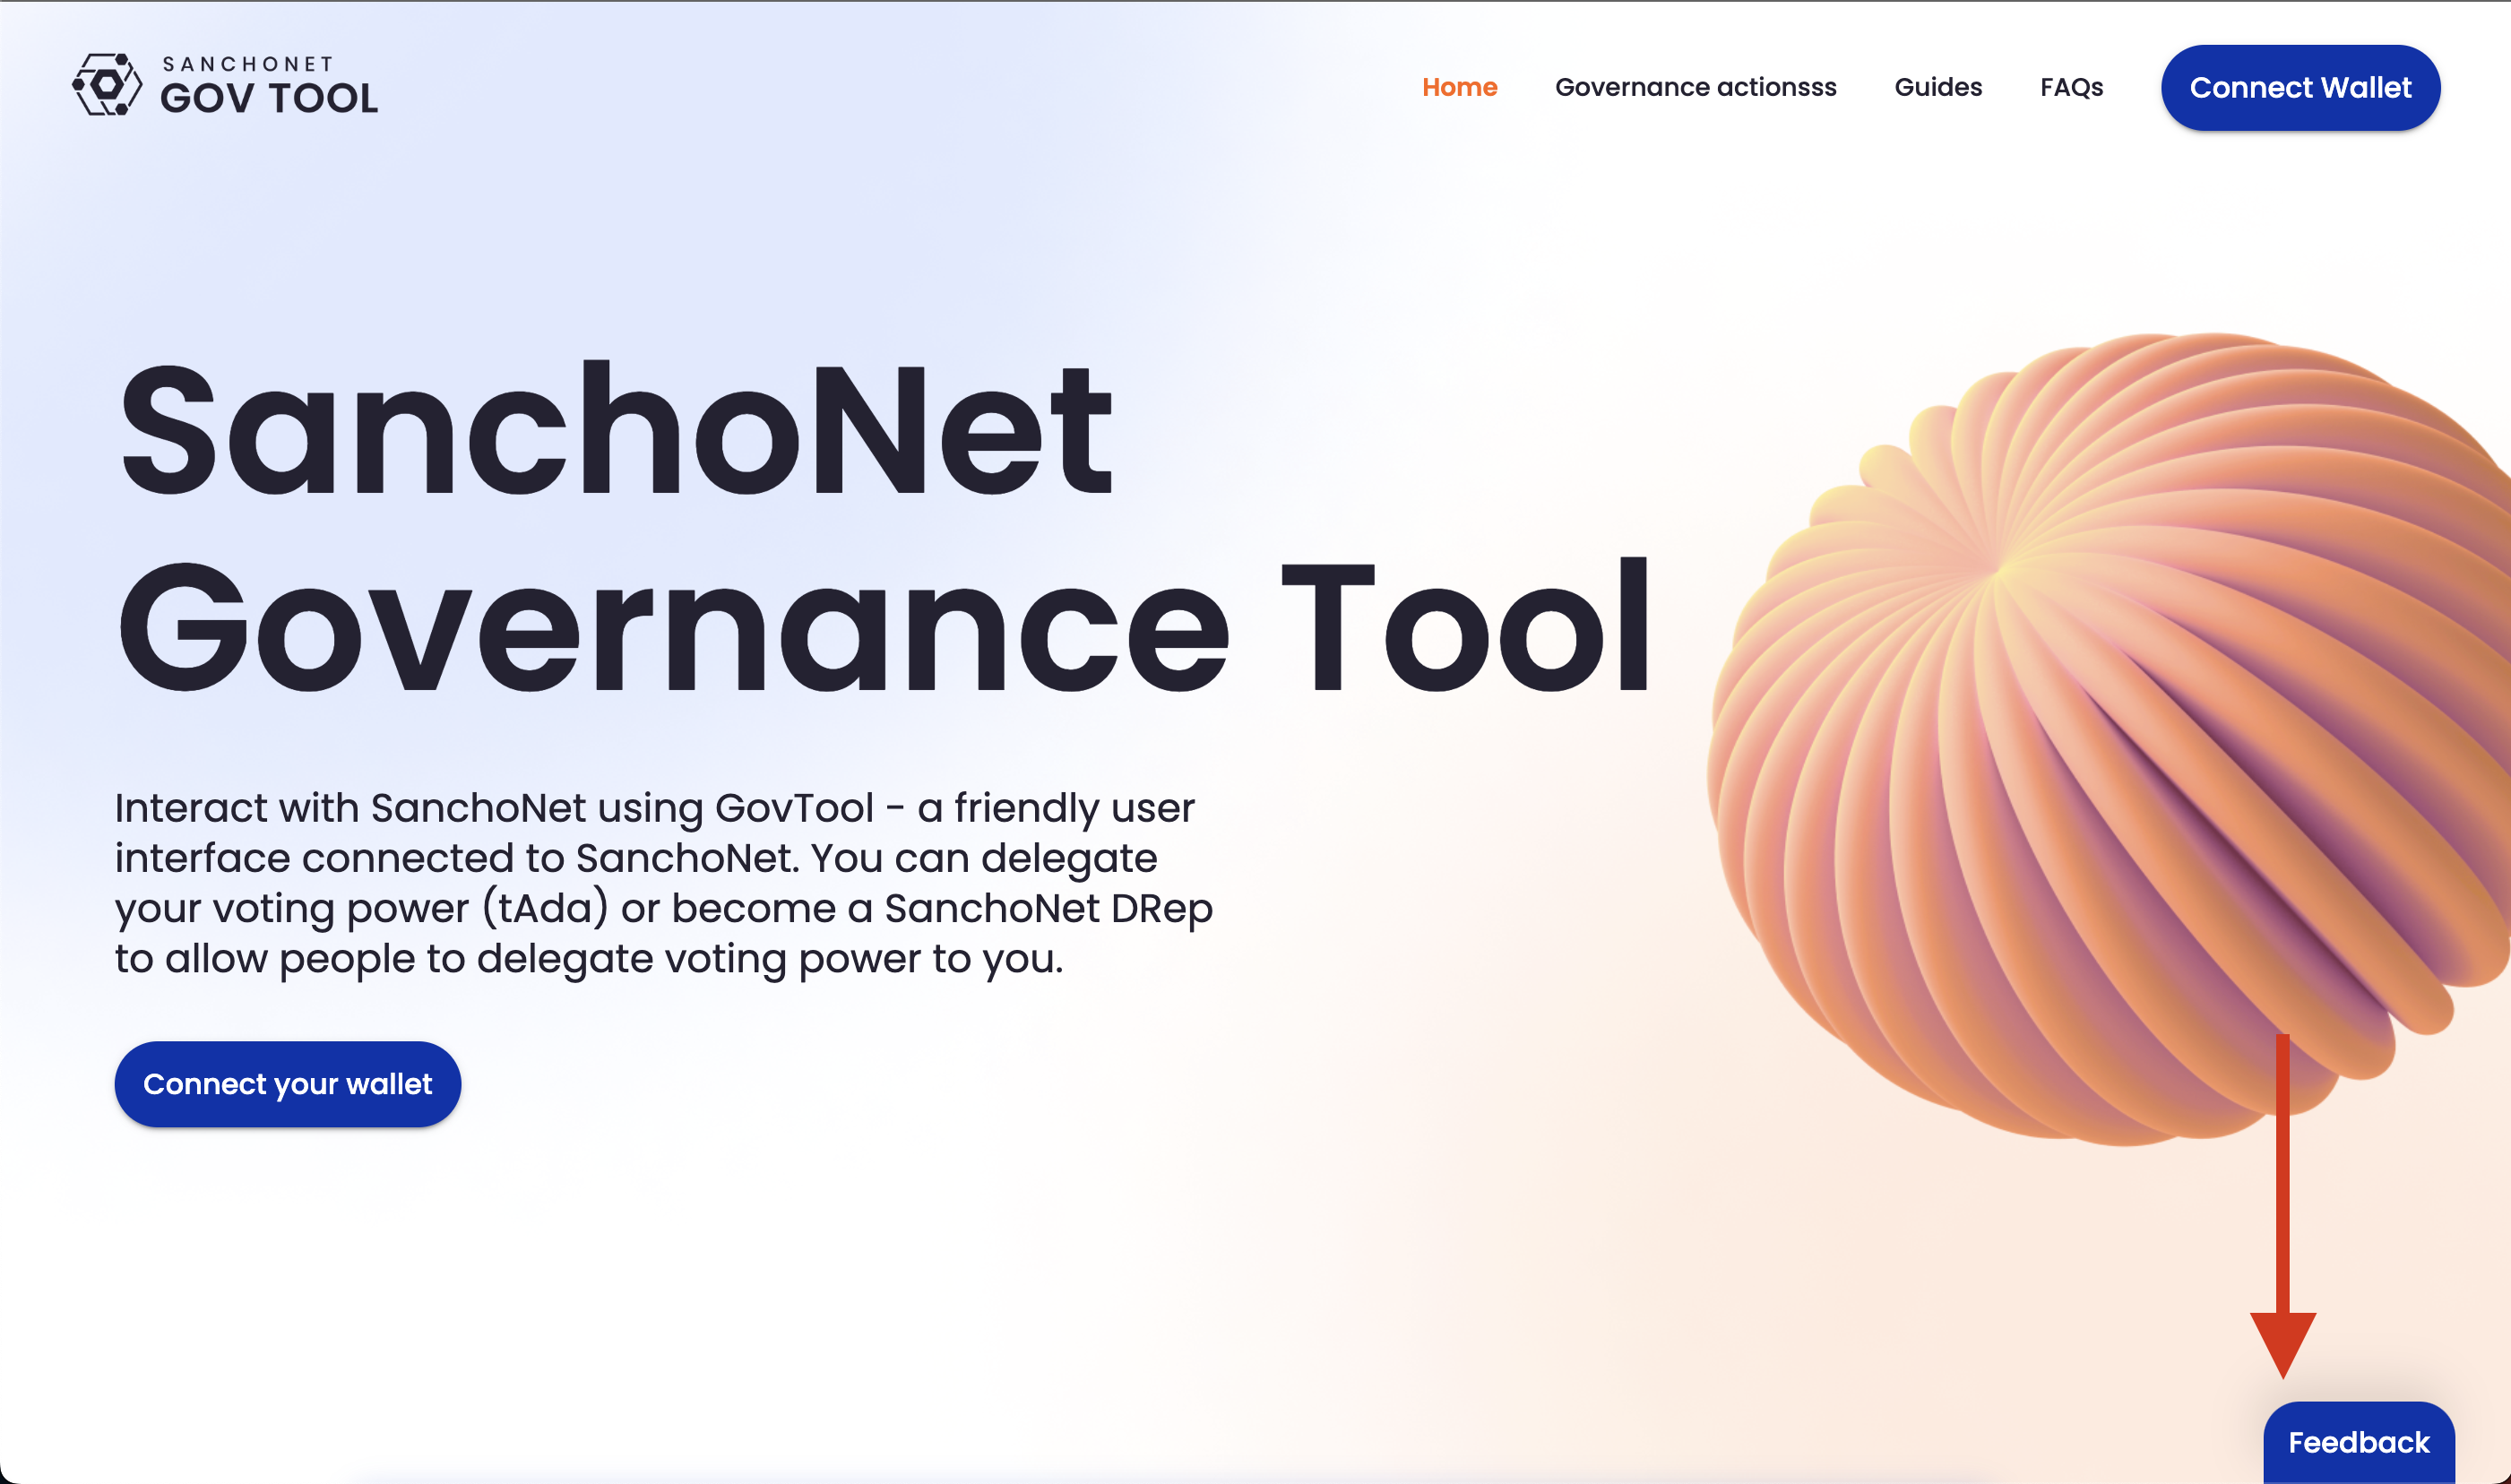 SANCHONET
GOV TOOL
Home
Governance actionsss
Guides
FAQs
Connect Wallet
SanchoNet
Governance Tool
Interact with SanchoNet using GovTool - a friendly user
interface connected to SanchoNet. You can delegate
your voting power (tAda) or become a SanchoNet DRep
to allow people to delegate voting power to you.
Connect your wallet
Feedback